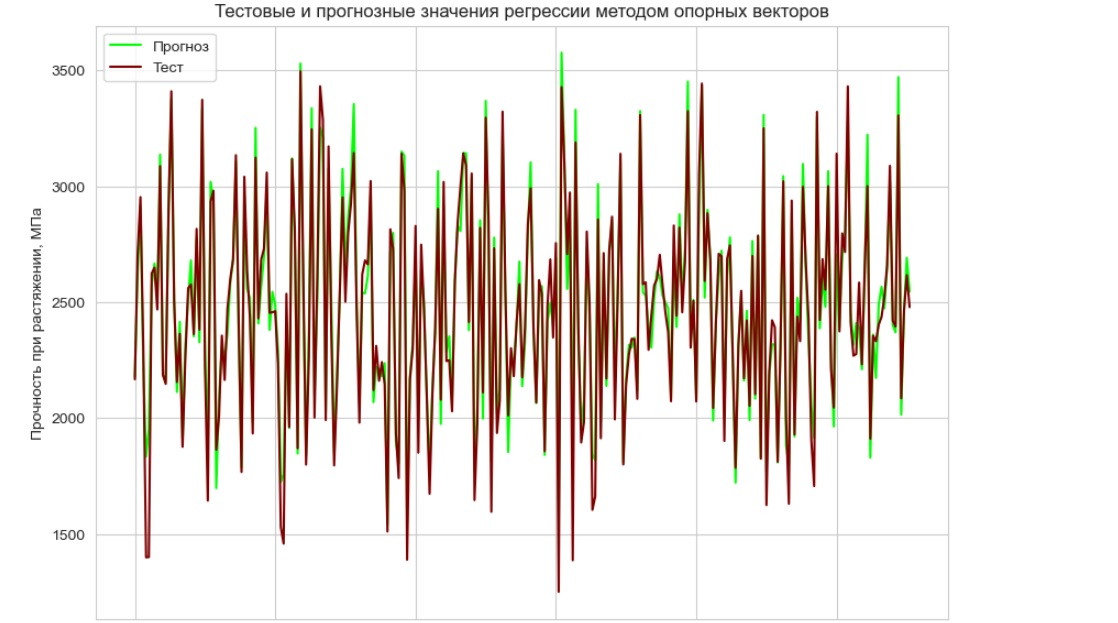 Тестовые и прогнозные значения регрессии методом опорных векторов
Прогноз
Тест
Прочность при растяжении, МПа
3500
3000
2500
2000
1500